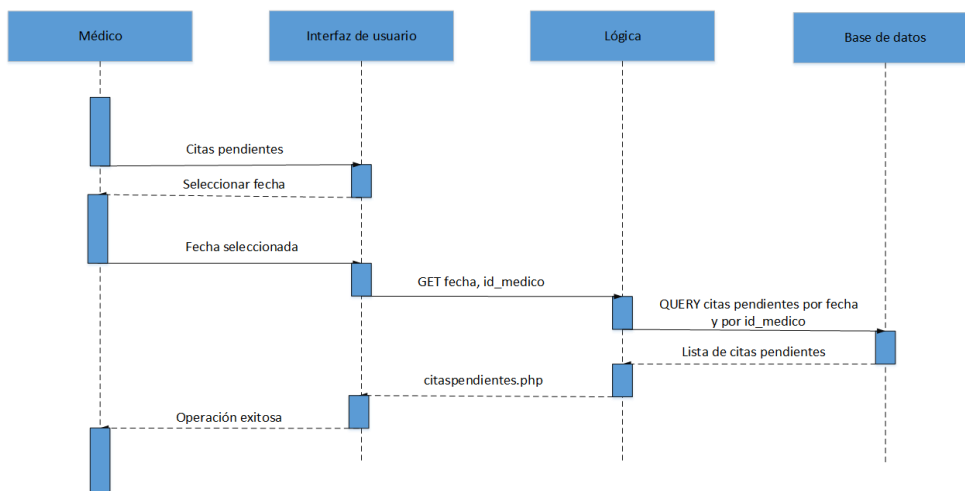 Médico
Interfaz de usuario
Lógica
Base de datos
Citas pendientes
Seleccionar fecha
Fecha seleccionada
GET fecha, id_medico
QUERY citas pendientes por fecha
y por id_medico
Lista de citas pendientes
citaspendientes.php
Operación exitosa